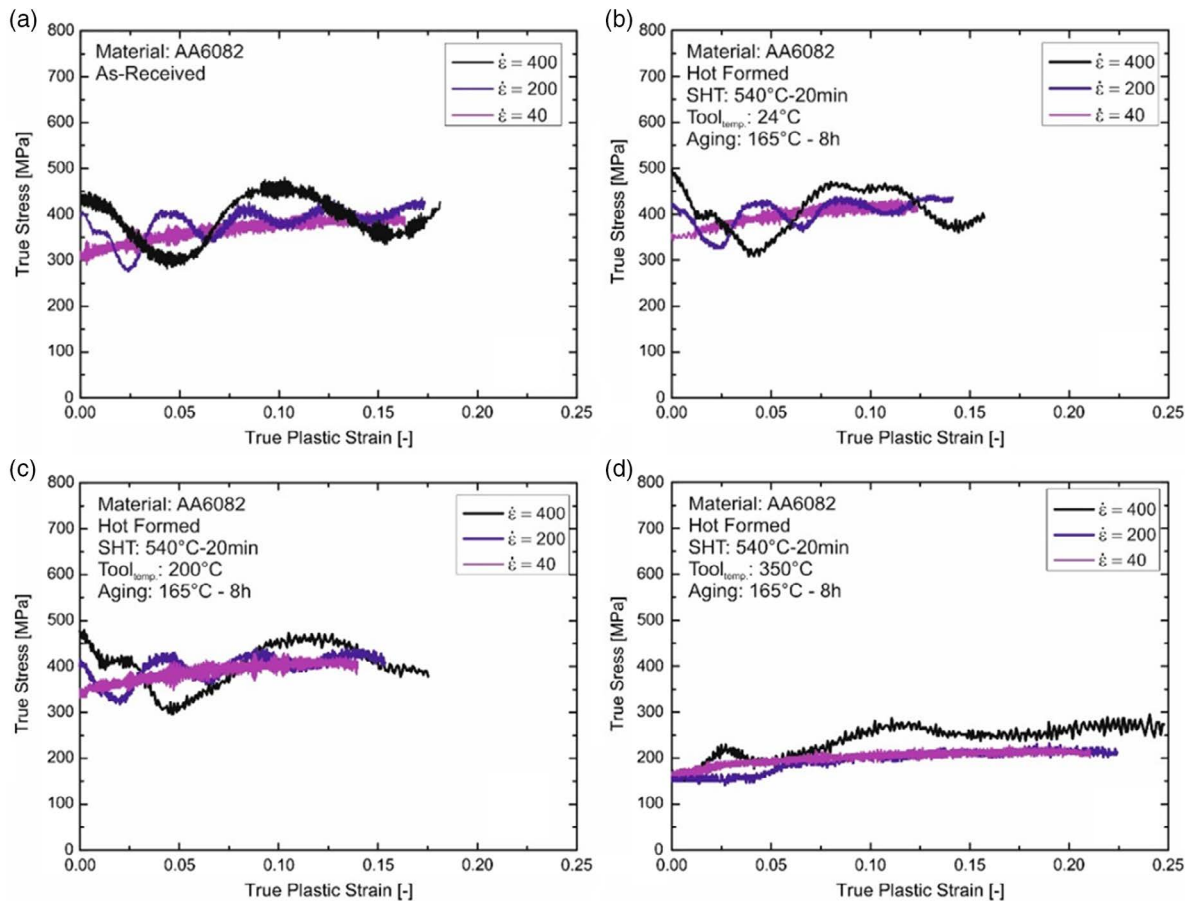 (a)
800
700
600
500
400
300
200
100
0
True Stress [MPa]
Material: AA6082
As-Received
ε̇ = 400
ε̇ = 200
ε̇ = 40
0.00 0.05 0.10 0.15 0.20 0.25
True Plastic Strain [-]
(b)
800
700
600
500
400
300
200
100
0
True Stress [MPa]
Material: AA6082
Hot Formed
SHT: 540°C-20min
Tooltemp.: 24°C
Aging: 165°C - 8h
ε̇ = 400
ε̇ = 200
ε̇ = 40
0.00 0.05 0.10 0.15 0.20 0.25
True Plastic Strain [-]
(c)
800
700
600
500
400
300
200
100
0
True Stress [MPa]
Material: AA6082
Hot Formed
SHT: 540°C-20min
Tooltemp.: 200°C
Aging: 165°C - 8h
ε̇ = 400
ε̇ = 200
ε̇ = 40
0.00 0.05 0.10 0.15 0.20 0.25
True Plastic Strain [-]
(d)
800
700
600
500
400
300
200
100
0
True Sress [MPa]
Material: AA6082
Hot Formed
SHT: 540°C-20min
Tooltemp.: 350°C
Aging: 165°C - 8h
ε̇ = 400
ε̇ = 200
ε̇ = 40
0.00 0.05 0.10 0.15 0.20 0.25
True Plastic Strain [-]